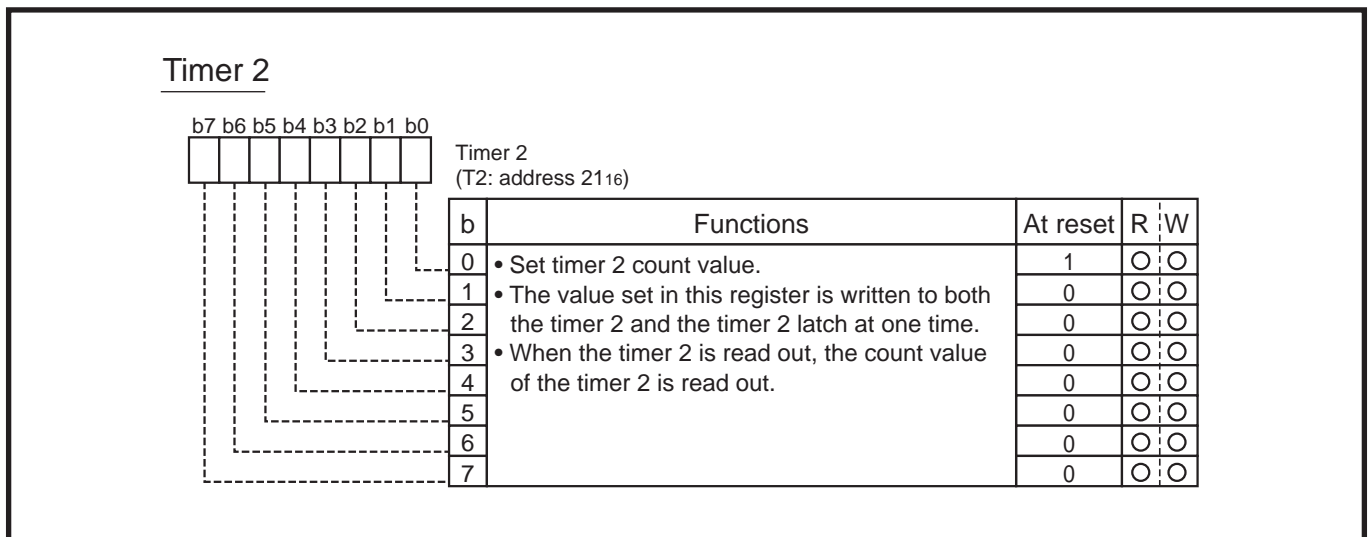 Timer 2
b7 b6 b5 b4 b3 b2 b1 b0
Timer 2
(T2: address 2116)
b Functions At reset R W
0 • Set timer 2 count value. 1 O O
1 • The value set in this register is written to both 0 O O
2 the timer 2 and the timer 2 latch at one time. 0 O O
3 • When the timer 2 is read out, the count value 0 O O
4 of the timer 2 is read out. 0 O O
5 0 O O
6 0 O O
7 0 O O